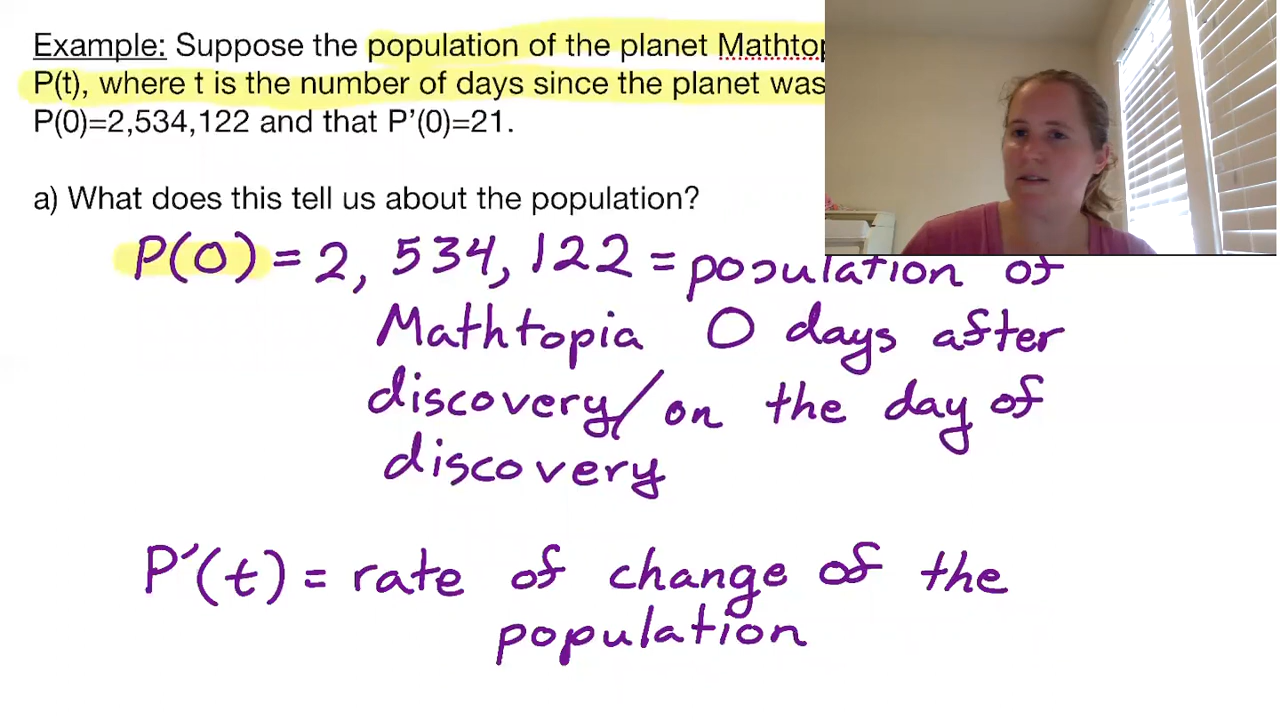 Example: Suppose the population of the planet
P(t), where t is the number of days since the planet was
P(0)=2,534,122 and that P’(0)=21.
a) What does this tell us about the population?
P(0) = 2, 534, 122 = population of
Mathtopia 0 days after
discovery/on the day of
discovery
P'(t) = rate of change of the
population